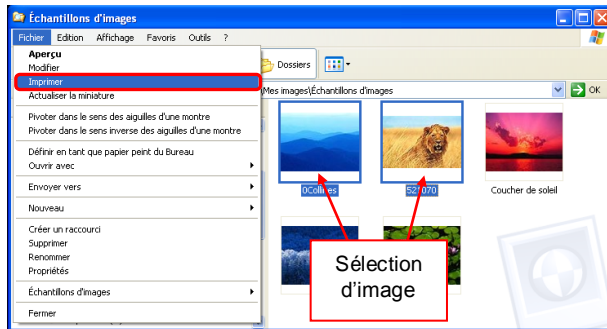 Échantillons d'images
Fichier Edition Affichage Favoris Outils ?
Aperçu
Modifier
Imprimer
Actualiser la miniature
Pivoter dans le sens des aiguilles d'une montre
Pivoter dans le sens inverse des aiguilles d'une montre
Définir en tant que papier peint du Bureau
Ouvrir avec
Envoyer vers
Nouveau
Créer un raccourci
Supprimer
Renommer
Propriétés
Échantillons d'images
Fermer
Dossiers
Mes images\Échantillons d'images OK
Coucher de soleil
Sélection
d'image